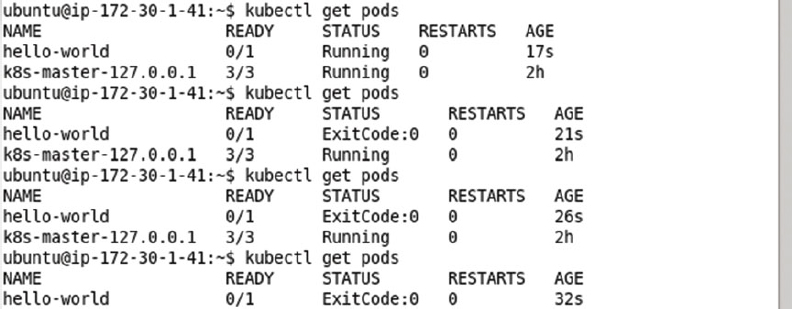 ubuntu@ip-172-30-1-41:~$ kubectl get pods
NAME READY STATUS RESTARTS AGE
hello-world 0/1 Running 0 17s
k8s-master-127.0.0.1 3/3 Running 0 2h
ubuntu@ip-172-30-1-41:~$ kubectl get pods
NAME READY STATUS RESTARTS AGE
hello-world 0/1 ExitCode:0 0 21s
k8s-master-127.0.0.1 3/3 Running 0 2h
ubuntu@ip-172-30-1-41:~$ kubectl get pods
NAME READY STATUS RESTARTS AGE
hello-world 0/1 ExitCode:0 0 26s
k8s-master-127.0.0.1 3/3 Running 0 2h
ubuntu@ip-172-30-1-41:~$ kubectl get pods
NAME READY STATUS RESTARTS AGE
hello-world 0/1 ExitCode:0 0 32s